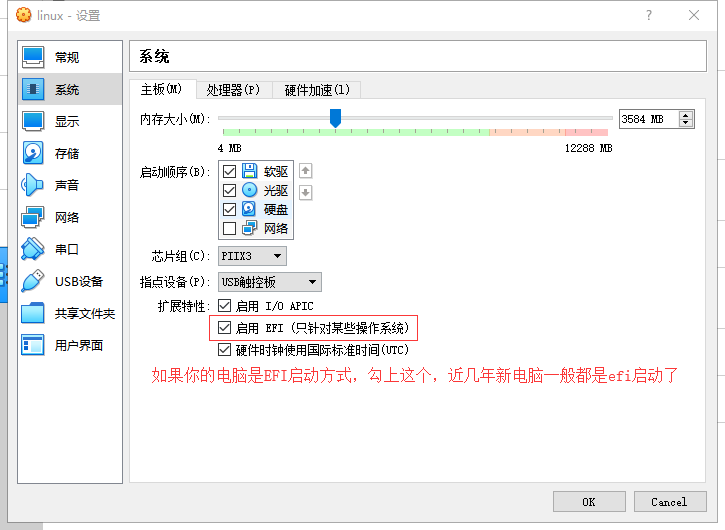 linux - 设置
?
常规
系统
显示
存储
声音
网络
串口
USB设备
共享文件夹
用户界面
系统
主板(M) 处理器(P) 硬件加速(l)
内存大小(M): 3584 MB
4 MB 12288 MB
启动顺序(B): 软驱
光驱
硬盘
网络
芯片组(C): PIIX3
指点设备(P): USB触控板
扩展特性: 启用 I/O APIC
启用 EFI (只针对某些操作系统)
硬件时钟使用国际标准时间(UTC)
如果你的电脑是EFI启动方式，勾上这个，近几年新电脑一般都是efi启动了
OK Cancel